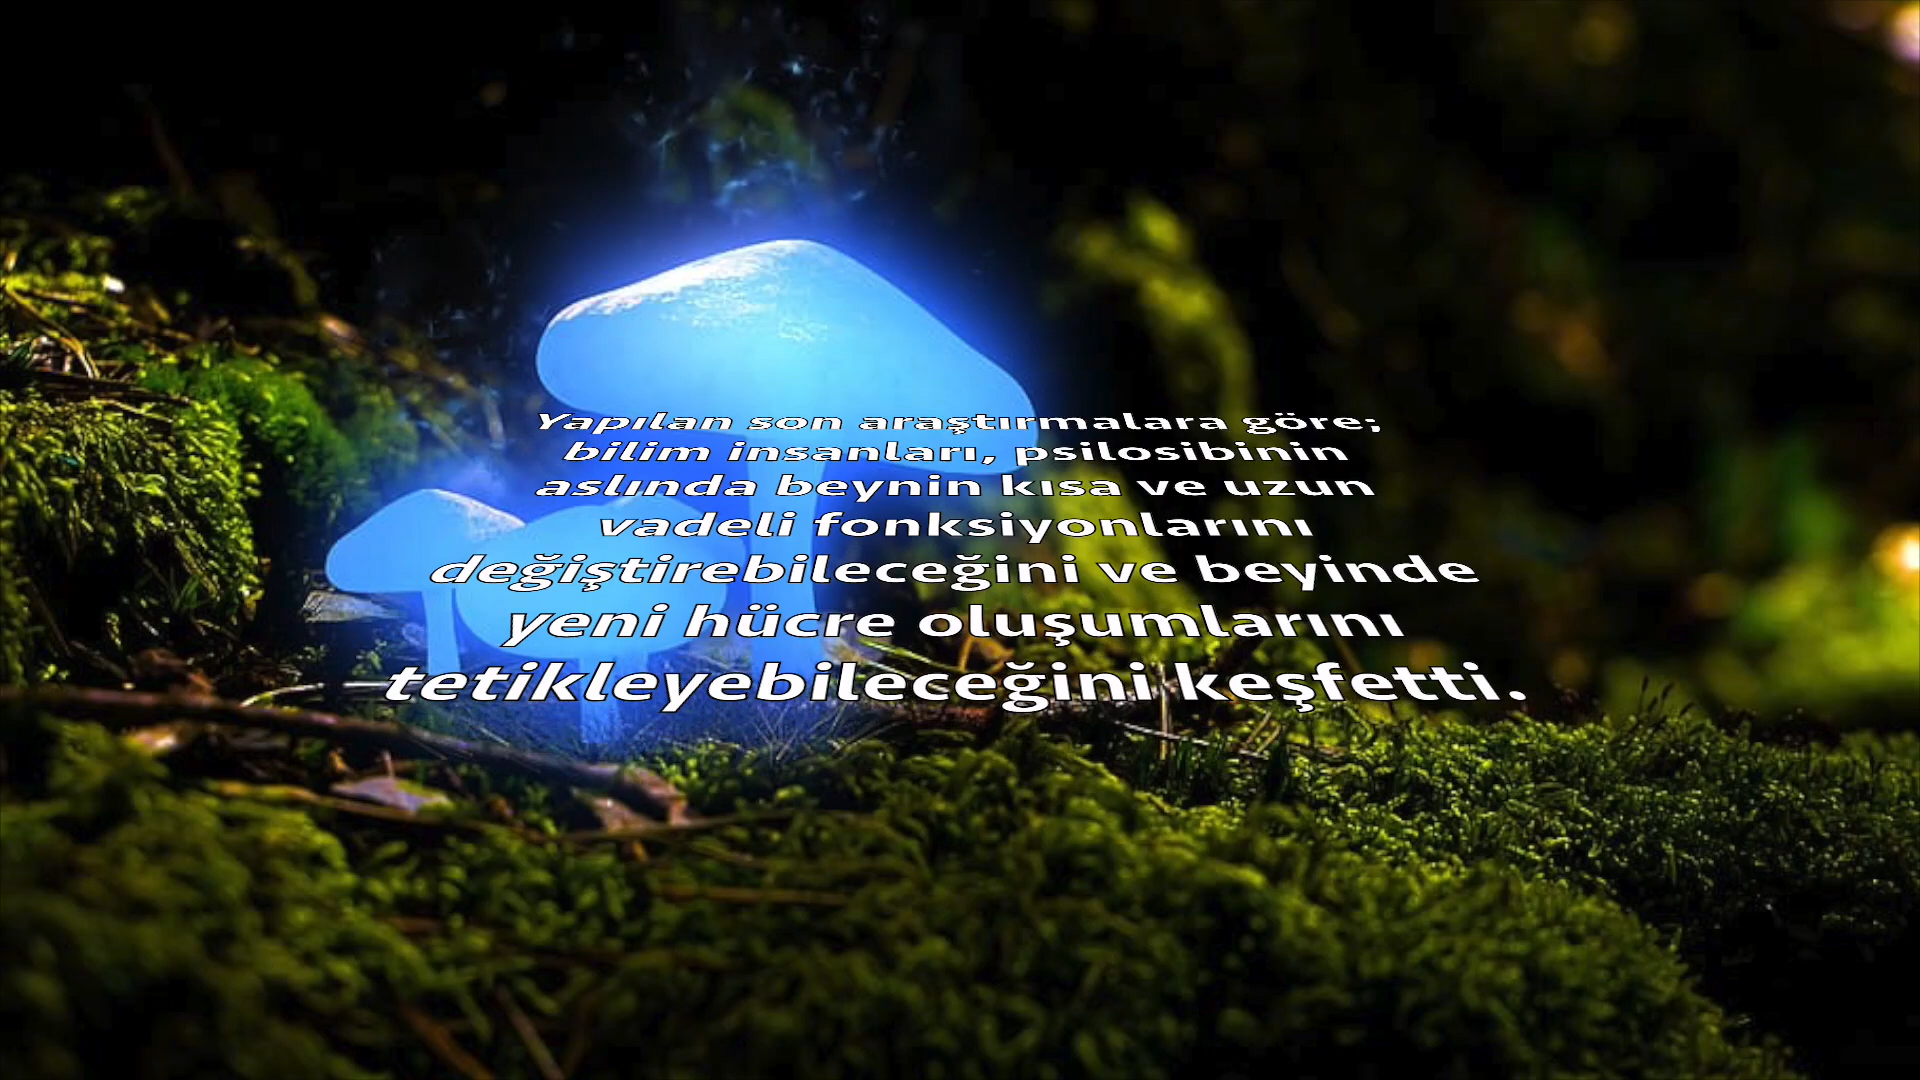 Yapılan son araştırmalara göre;
bilim insanları, psilosibinin
aslında beynin kısa ve uzun
vadeli fonksiyonlarını
değiştirebileceğini ve beyinde
yeni hücre oluşumlarını
tetikleyebileceğini keşfetti.